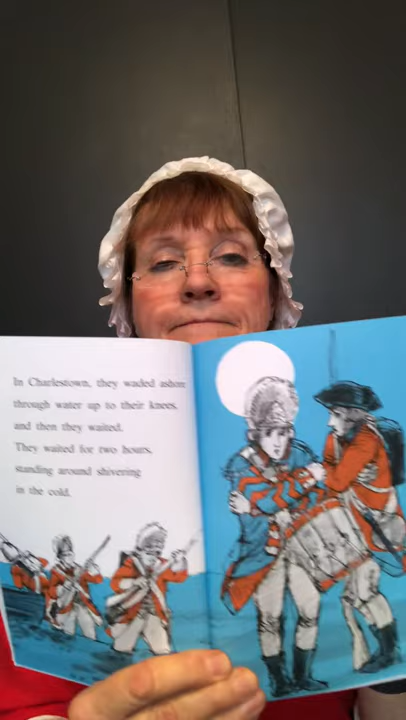 In Charlestown, they waded ashore
through water up to their knees,
and then they waited.
They waited for two hours,
standing around shivering
in the cold.